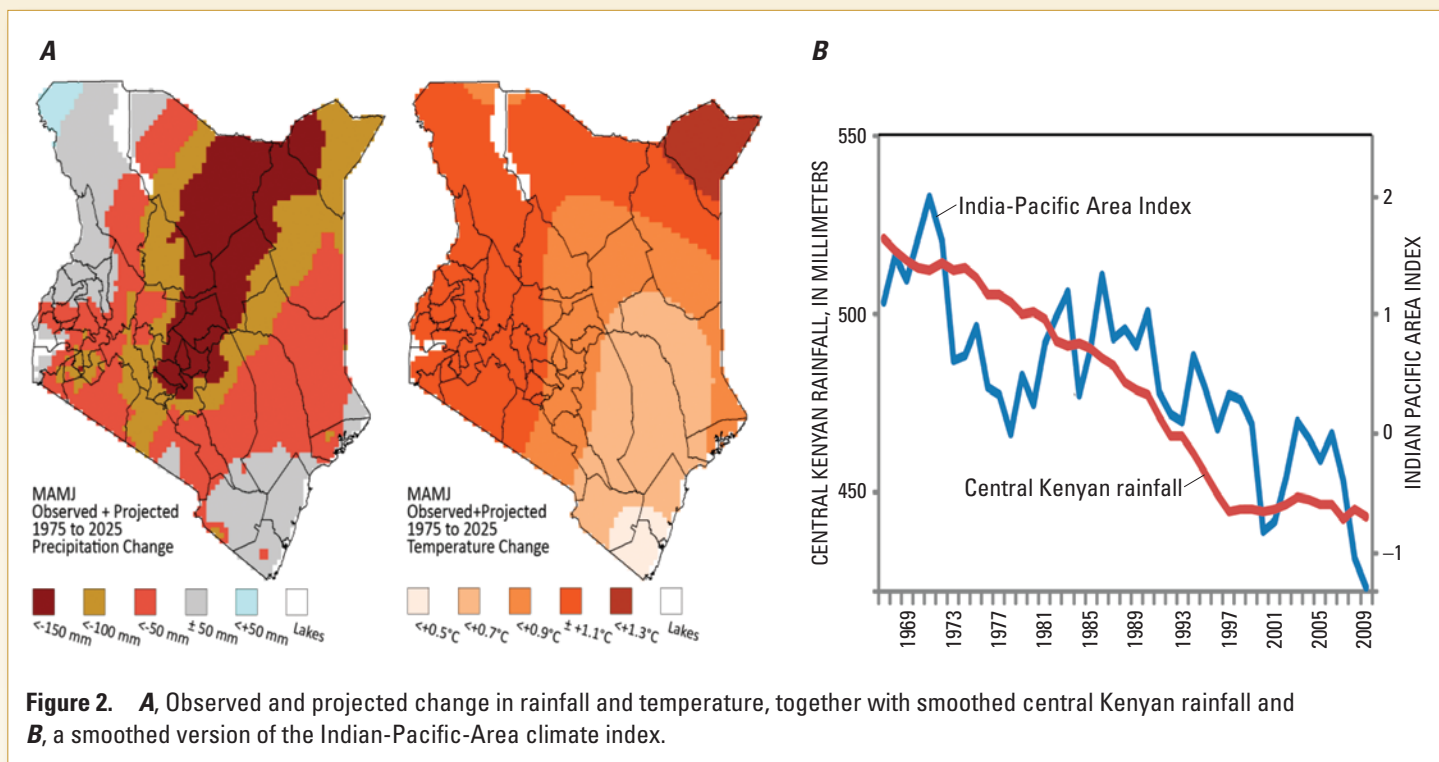 A
MAMJ
Observed + Projected
1975 to 2025
Precipitation Change
<-150 mm
<-100 mm
<-50 mm
± 50 mm
<+50 mm
Lakes
MAMJ
Observed+Projected
1975 to 2025
Temperature Change
<+0.5°C
<+0.7°C
<+0.9°C
± +1.1°C
<+1.3°C
Lakes
B
CENTRAL KENYAN RAINFALL, IN MILLIMETERS
550
500
450
India-Pacific Area Index
Central Kenyan rainfall
2
1
0
–1
INDIAN PACIFIC AREA INDEX
1969
1973
1977
1981
1985
1989
1993
1997
2001
2005
2009
Figure 2. A, Observed and projected change in rainfall and temperature, together with smoothed central Kenyan rainfall and
B, a smoothed version of the Indian-Pacific-Area climate index.